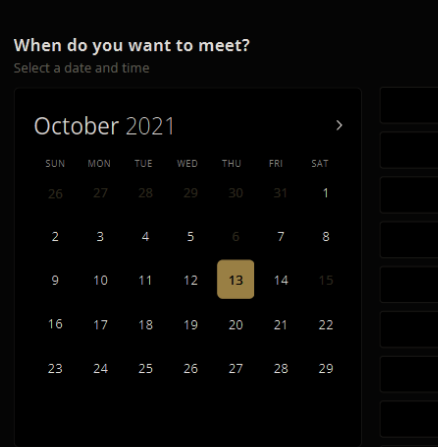 When do you want to meet?
Select a date and time
October 2021 >
SUN MON TUE WED THU FRI SAT
26 27 28 29 30 31 1
2 3 4 5 6 7 8
9 10 11 12 13 14 15
16 17 18 19 20 21 22
23 24 25 26 27 28 29